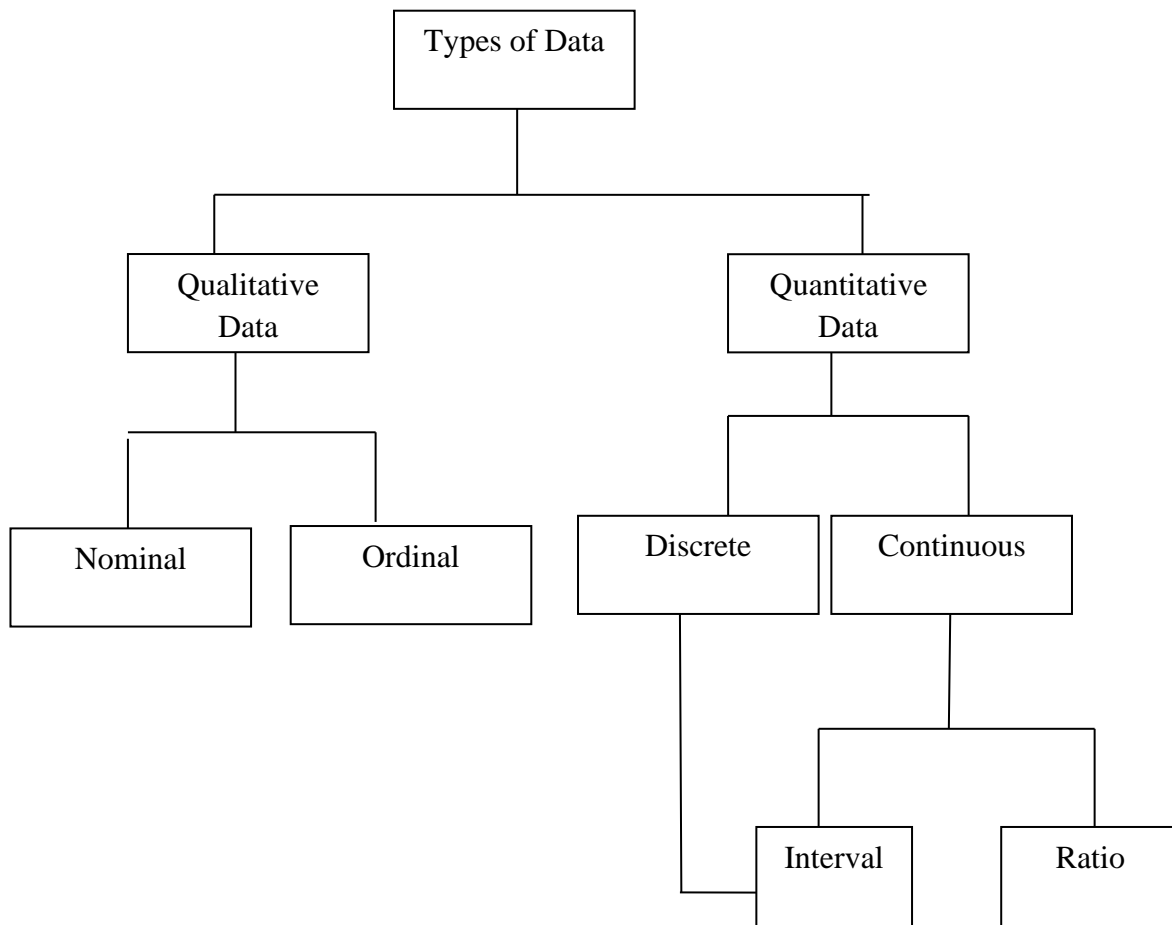 Types of Data
Qualitative
Data
Quantitative
Data
Nominal
Ordinal
Discrete
Continuous
Interval
Ratio